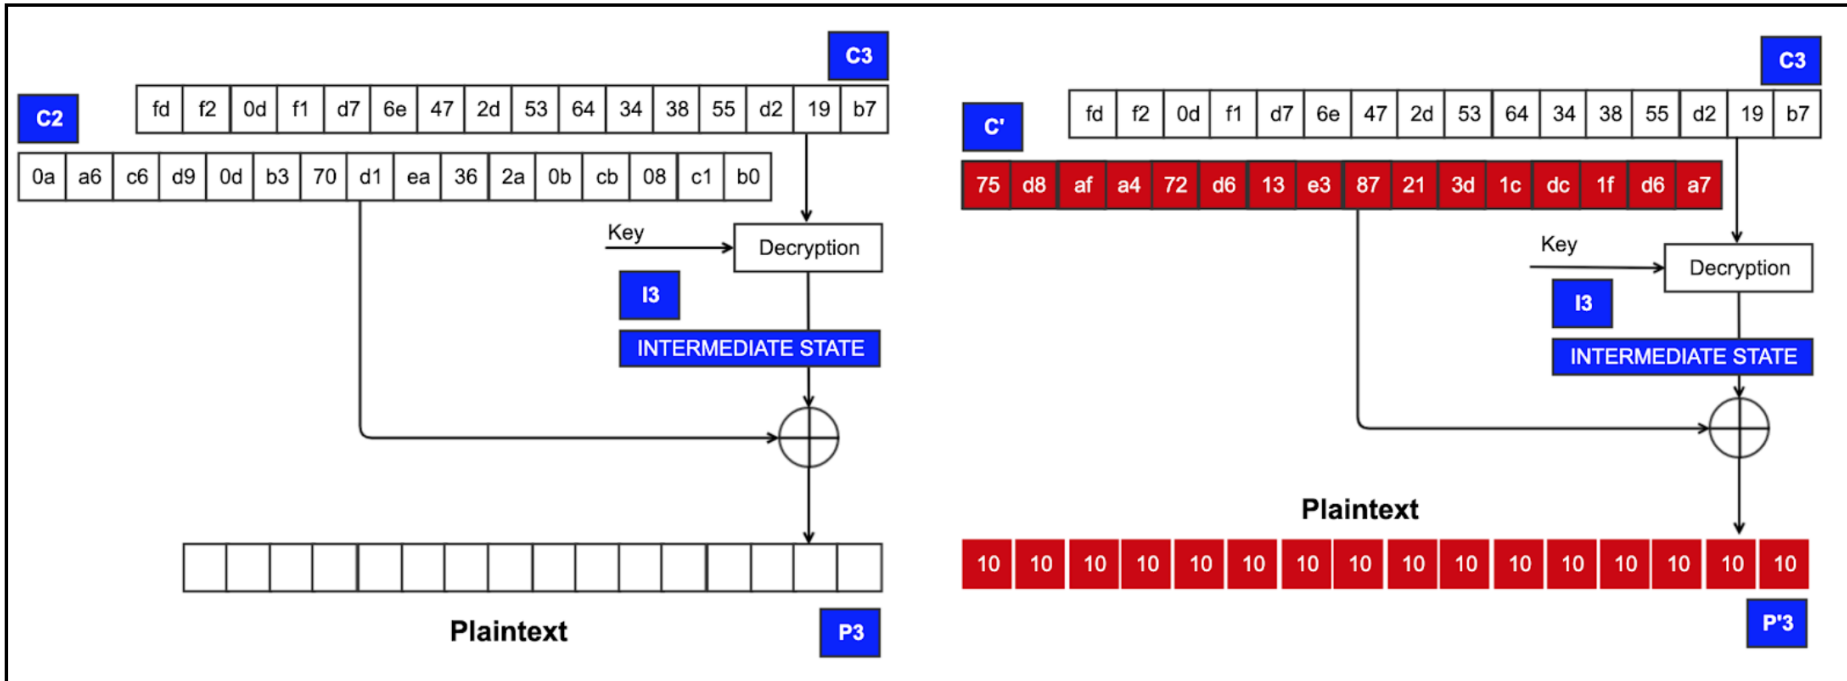 C3
fd f2 0d f1 d7 6e 47 2d 53 64 34 38 55 d2 19 b7
C2
0a a6 c6 d9 0d b3 70 d1 ea 36 2a 0b cb 08 c1 b0
Key
Decryption
I3
INTERMEDIATE STATE
Plaintext
P3
C3
fd f2 0d f1 d7 6e 47 2d 53 64 34 38 55 d2 19 b7
C'
75 d8 af a4 72 d6 13 e3 87 21 3d 1c dc 1f d6 a7
Key
Decryption
I3
INTERMEDIATE STATE
Plaintext
10 10 10 10 10 10 10 10 10 10 10 10 10 10 10 10
P'3